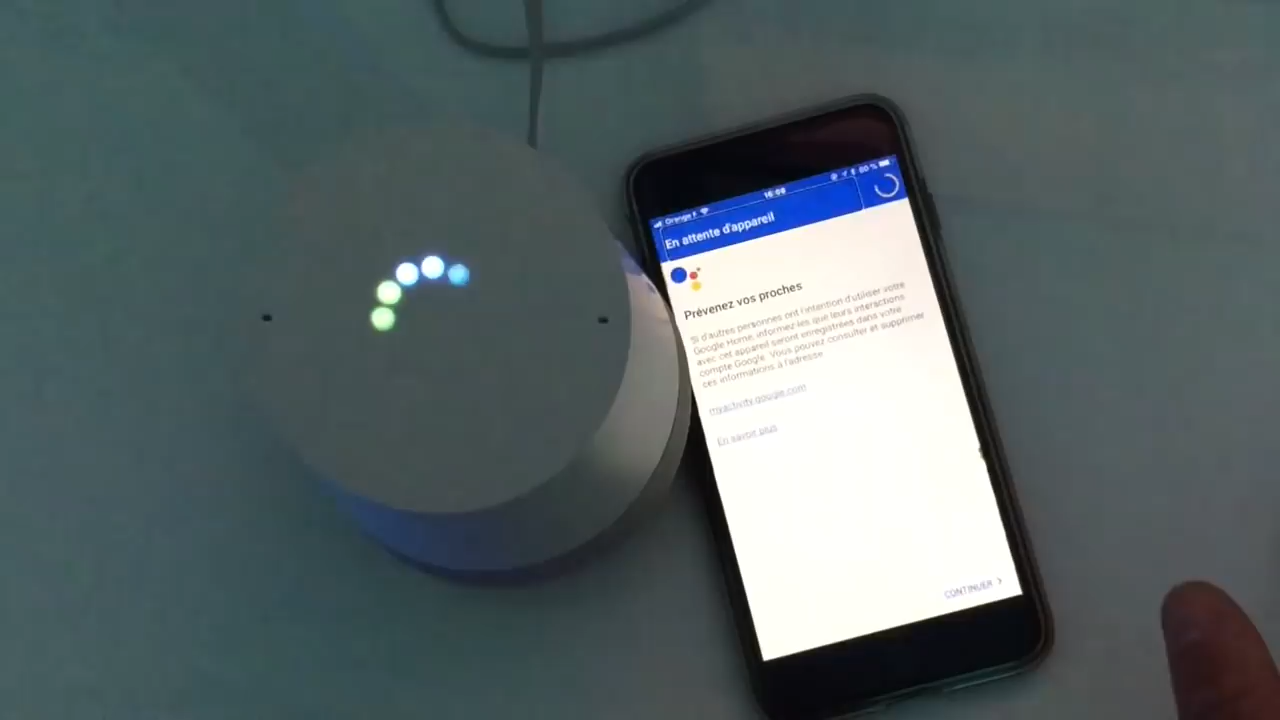 Orange F
16:09
80 %
En attente d'appareil
Prévenez vos proches
Si d'autres personnes ont l'intention d'utiliser votre
Google Home, informez-les que leurs interactions
avec cet appareil seront enregistrées dans votre
compte Google. Vous pouvez consulter et supprimer
ces informations à l'adresse
myactivity.google.com
En savoir plus
CONTINUER